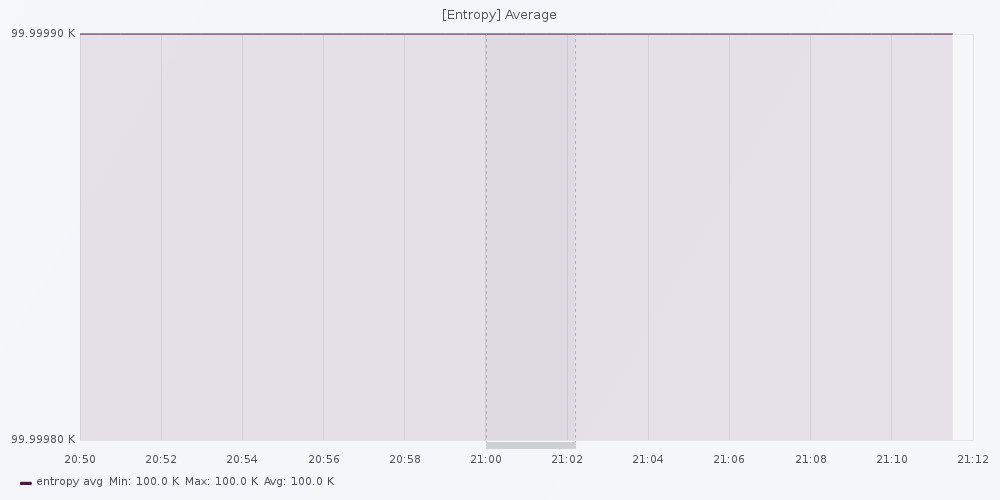 [Entropy] Average
99.99990 K
99.99980 K
20:50 20:52 20:54 20:56 20:58 21:00 21:02 21:04 21:06 21:08 21:10 21:12
entropy avg Min: 100.0 K Max: 100.0 K Avg: 100.0 K